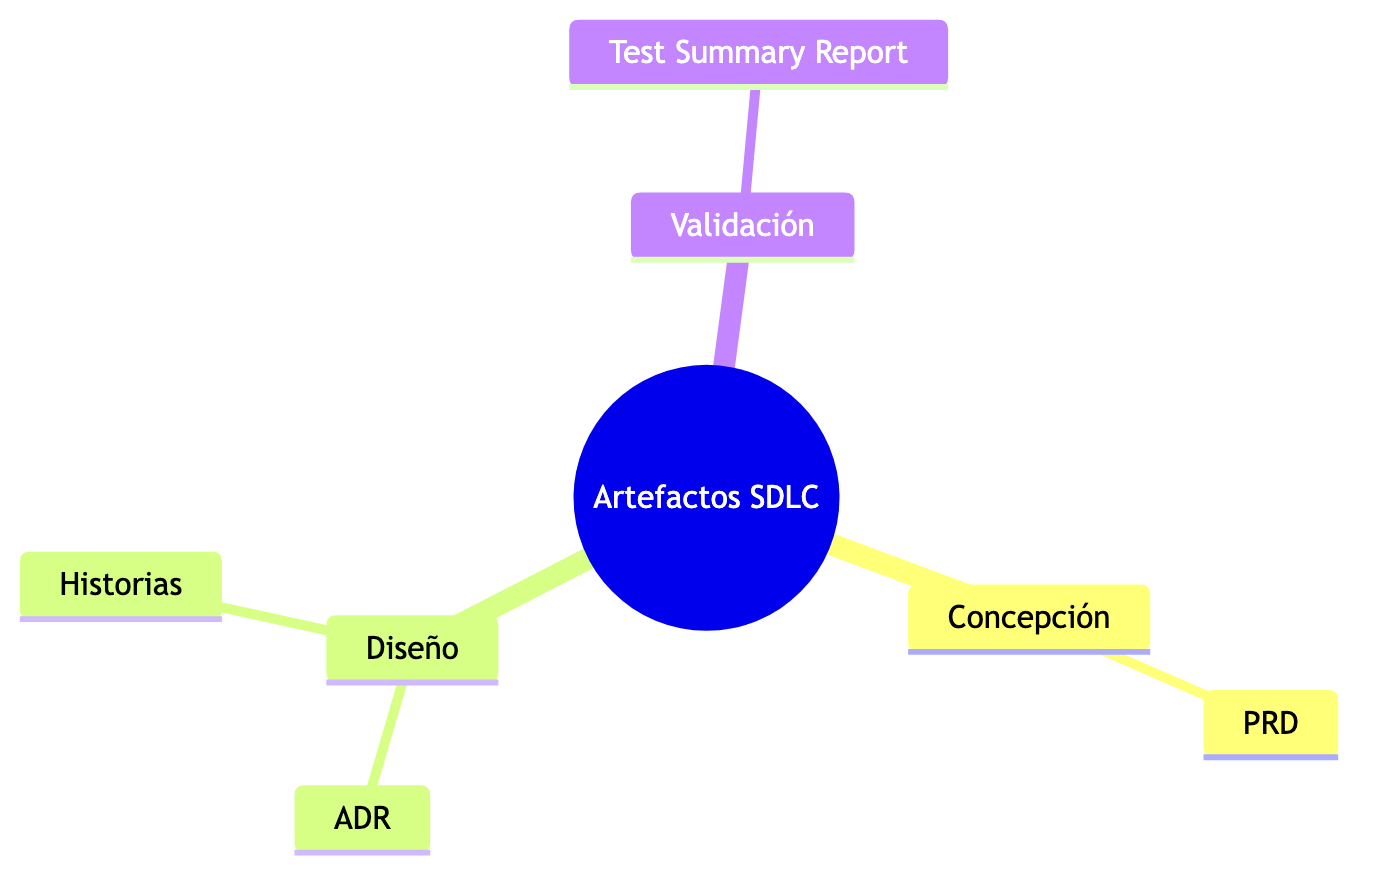 Test Summary Report
Validación
Artefactos SDLC
Historias
Diseño
ADR
Concepción
PRD